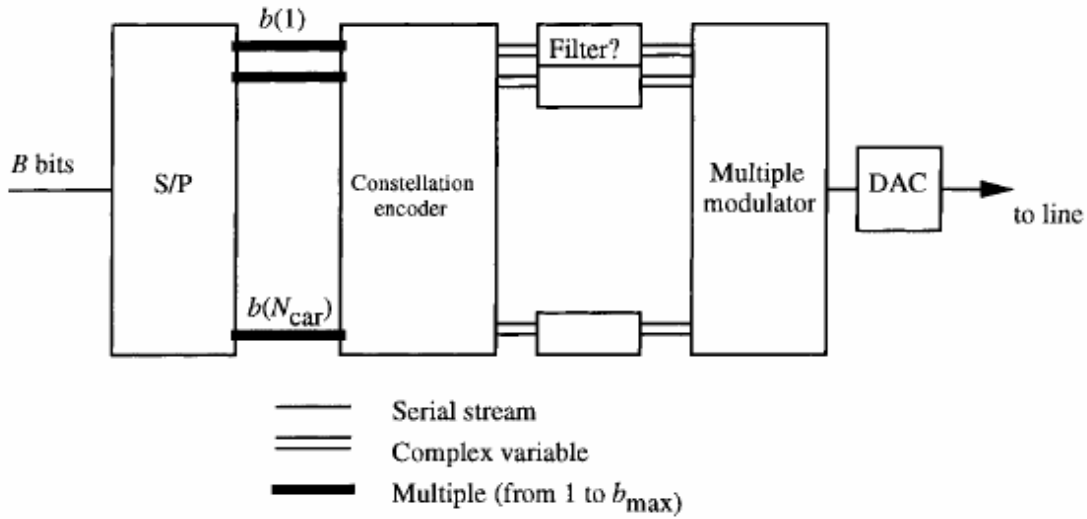 b(1)
Filter?
B bits
S/P
Constellation
encoder
Multiple
modulator
DAC
to line
b(N_car)
Serial stream
Complex variable
Multiple (from 1 to b_max)